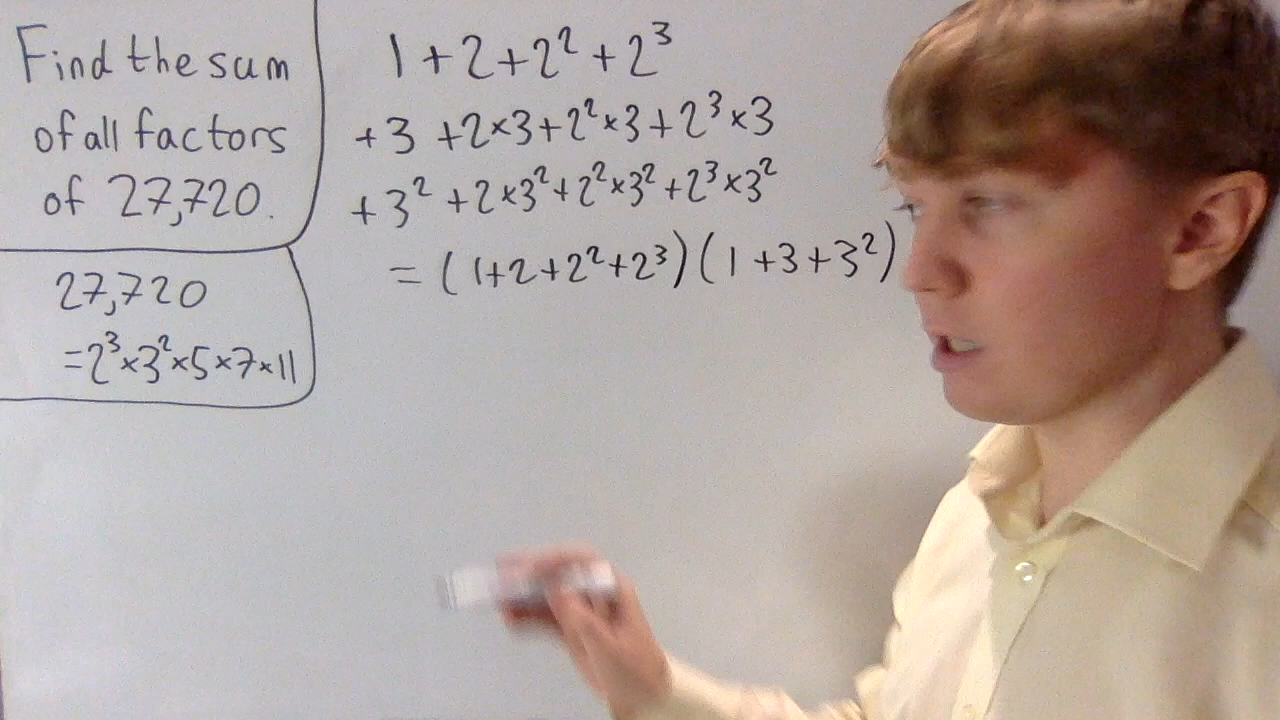 Find the sum
of all factors
of 27,720.
27,720
=2³×3²×5×7×11
1+2+2²+2³
+3+2×3+2²×3+2³×3
+3²+2×3²+2²×3²+2³×3²
=(1+2+2²+2³)(1+3+3²)